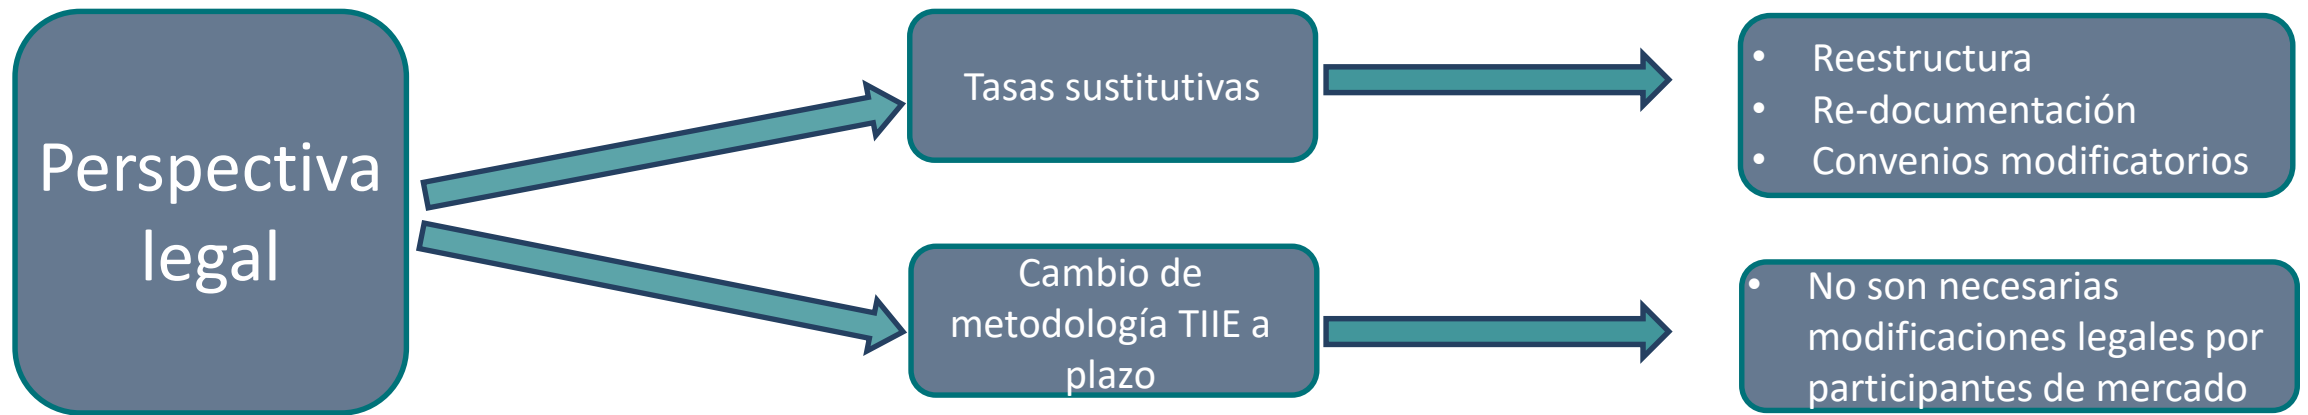 Perspectiva
legal
Tasas sustitutivas
• Reestructura
• Re-documentación
• Convenios modificatorios
Cambio de
metodología TIIE a
plazo
• No son necesarias
modificaciones legales por
participantes de mercado